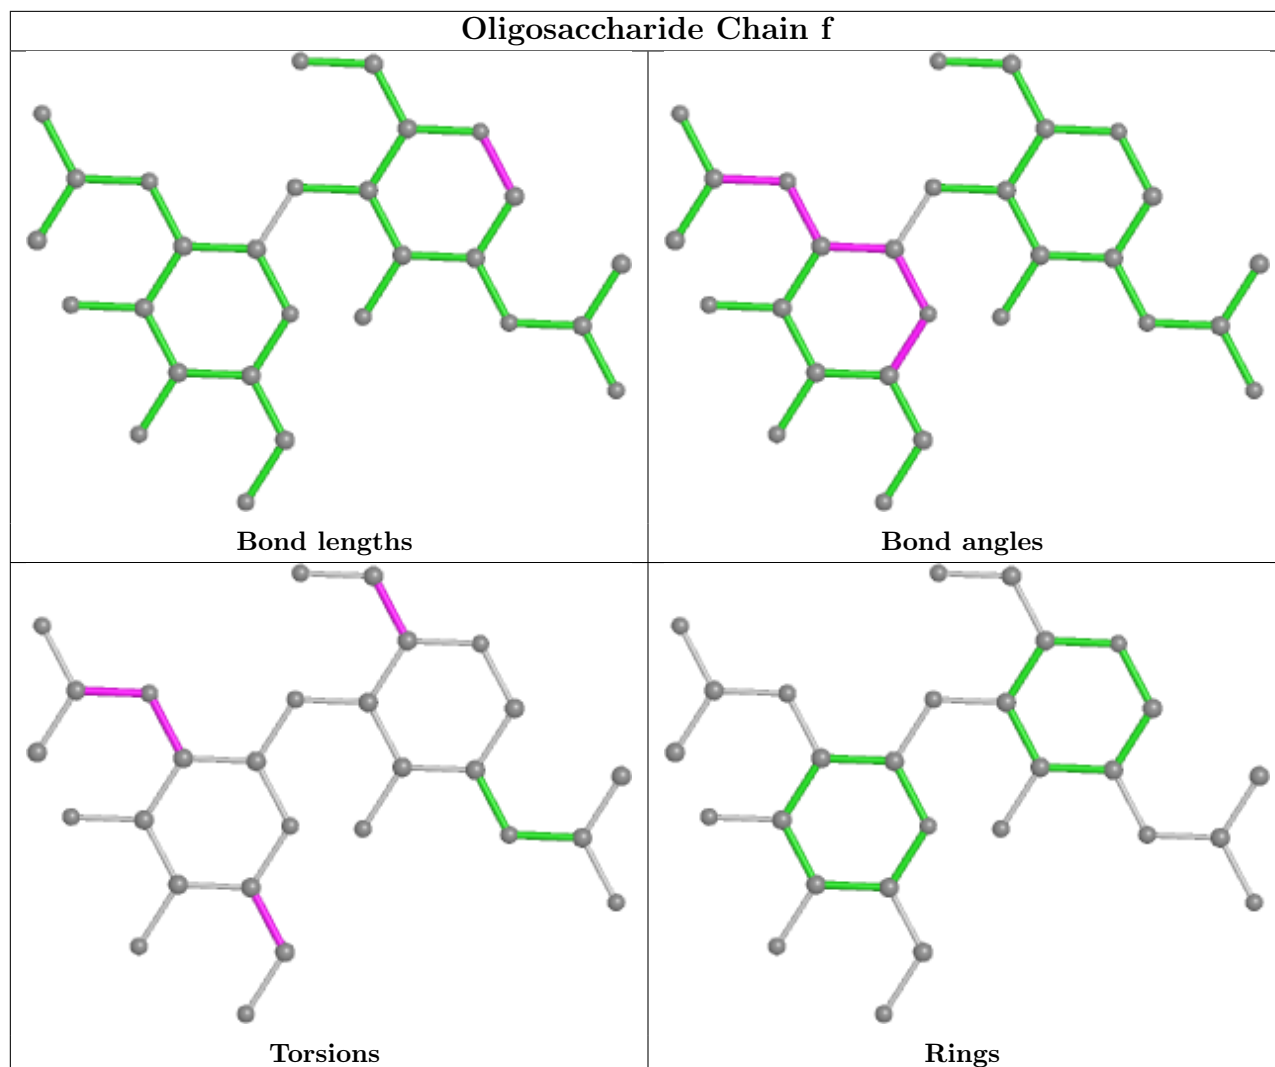 Oligosaccharide Chain f
Bond lengths
Bond angles
Torsions
Rings